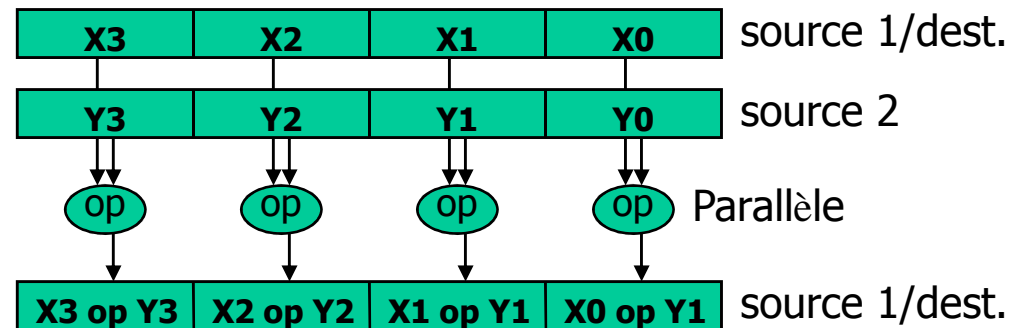 X3 X2 X1 X0 source 1/dest.
Y3 Y2 Y1 Y0 source 2
op op op op Parallèle
X3 op Y3 X2 op Y2 X1 op Y1 X0 op Y1 source 1/dest.